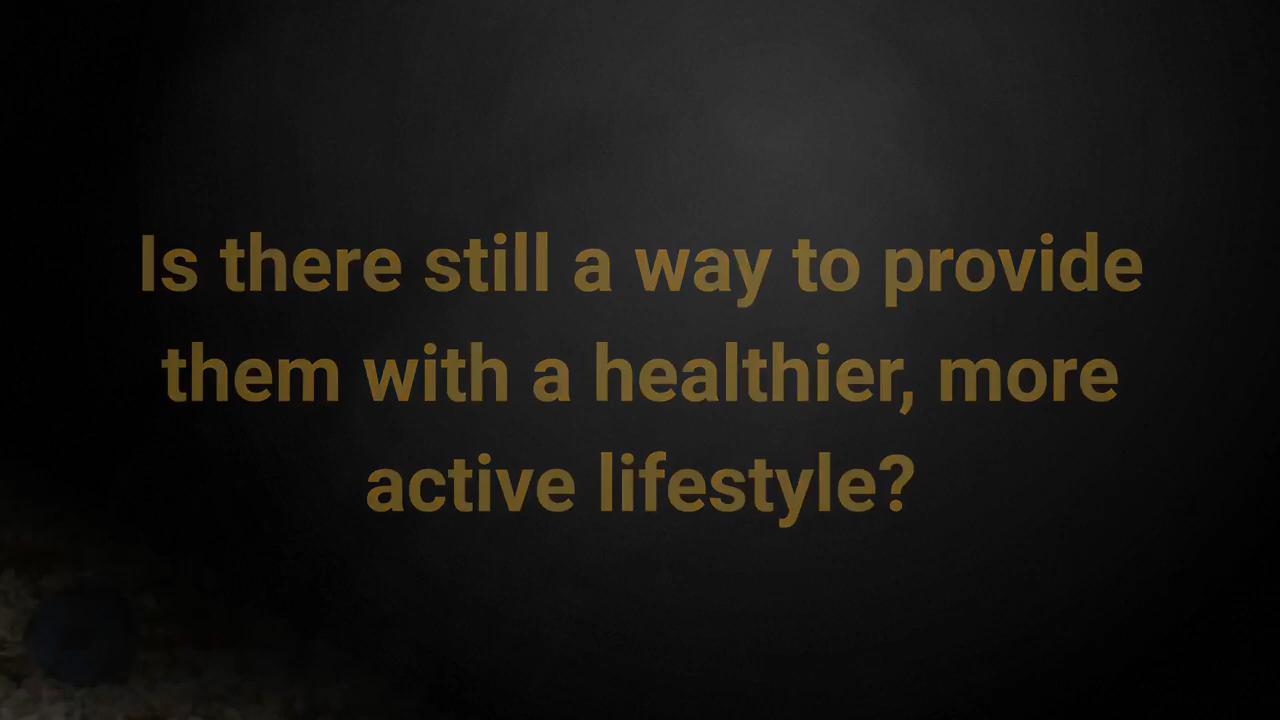 Is there still a way to provide
them with a healthier, more
active lifestyle?